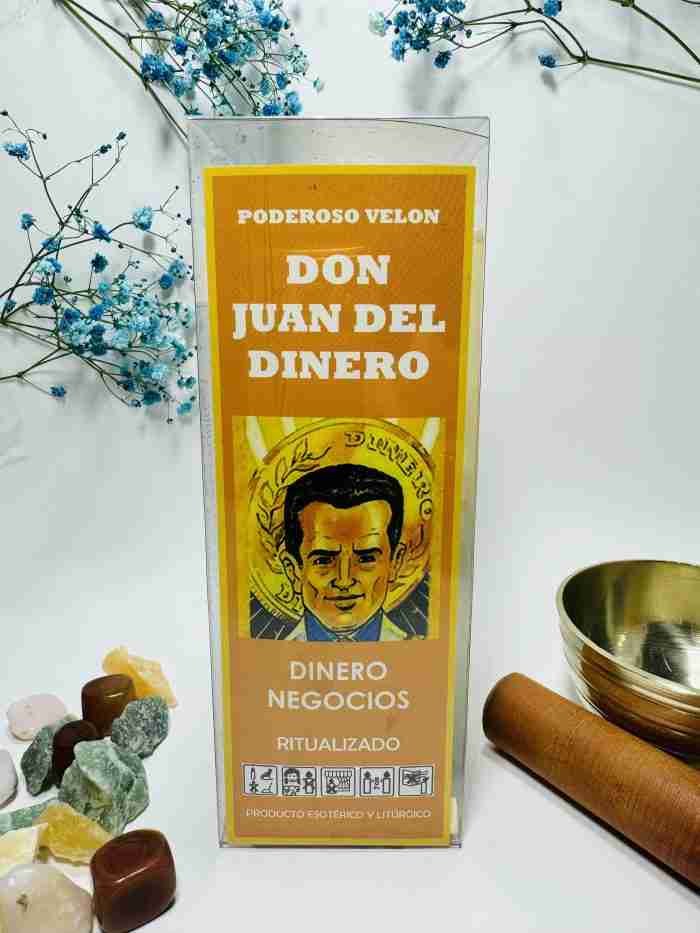 PODEROSO VELON
DON
JUAN DEL
DINERO
DINERO
DINERO
NEGOCIOS
RITUALIZADO
PRODUCTO ESOTÉRICO Y LITÚRGICO